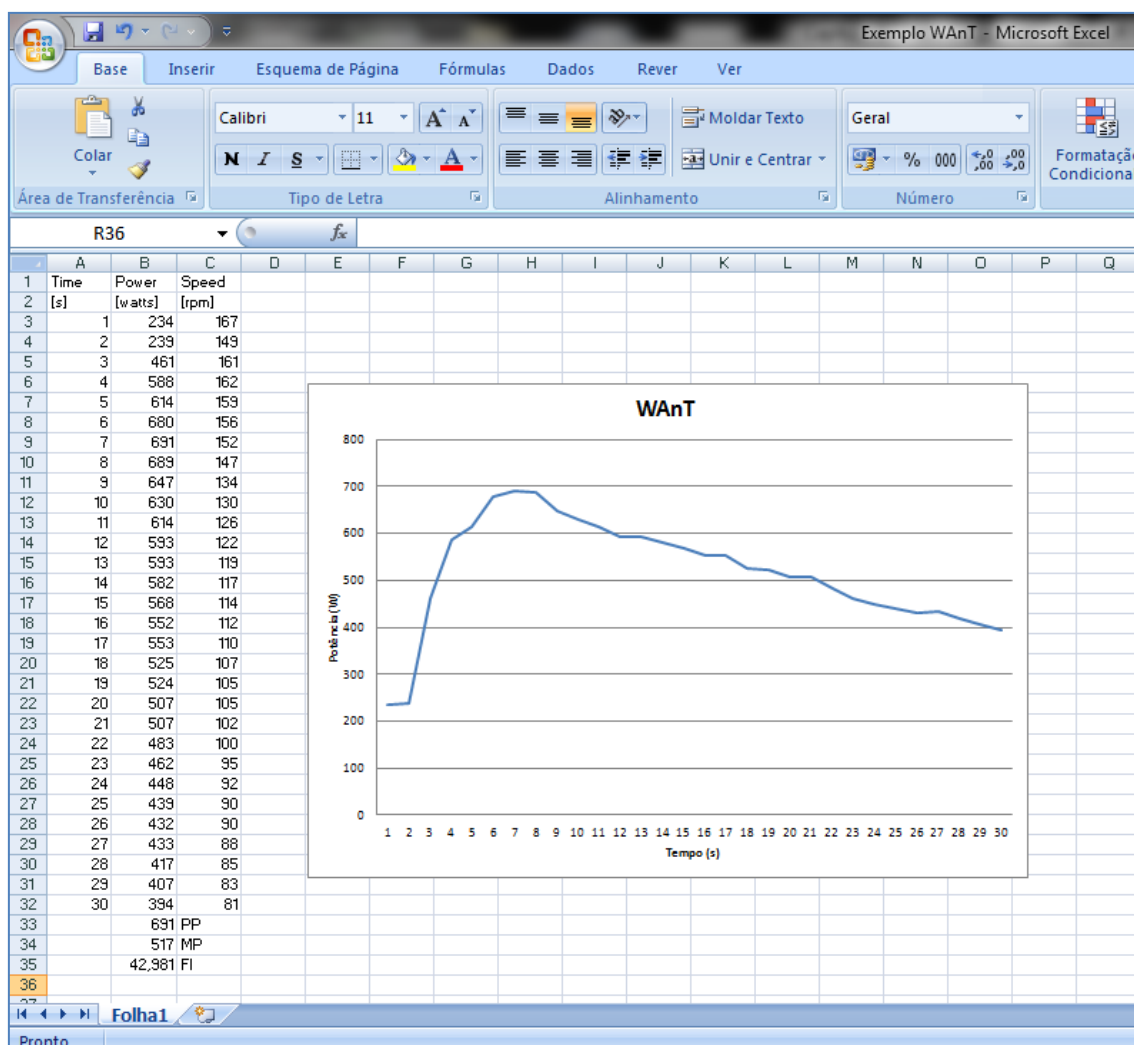 Exemplo WAnT - Microsoft Excel
Base Inserir Esquema de Página Fórmulas Dados Rever Ver
Colar
Calibri 11 A A
Moldar Texto
Geral
N I S A
Unir e Centrar
% 000 ,00 ,00 ,0
Formatação
Condiciona
Área de Transferência Tipo de Letra Alinhamento Número
R36 fx
A B C D E F G H I J K L M N O P Q
1 Time Power Speed
2 [s] [watts] [rpm]
3 1 234 167
4 2 239 149
5 3 461 161
6 4 588 162
7 5 614 159
8 6 680 156
9 7 691 152
10 8 689 147
11 9 647 134
12 10 630 130
13 11 614 126
14 12 593 122
15 13 593 119
16 14 582 117
17 15 568 114
18 16 552 112
19 17 553 110
20 18 525 107
21 19 524 105
22 20 507 105
23 21 507 102
24 22 483 100
25 23 462 95
26 24 448 92
27 25 439 90
28 26 432 90
29 27 433 88
30 28 417 85
31 29 407 83
32 30 394 81
33 691 PP
34 517 MP
35 42,981 FI
36
WAnT
800
700
600
500
400
300
200
100
0
Potência (W)
1 2 3 4 5 6 7 8 9 10 11 12 13 14 15 16 17 18 19 20 21 22 23 24 25 26 27 28 29 30
Tempo (s)
Folha1
Pronto